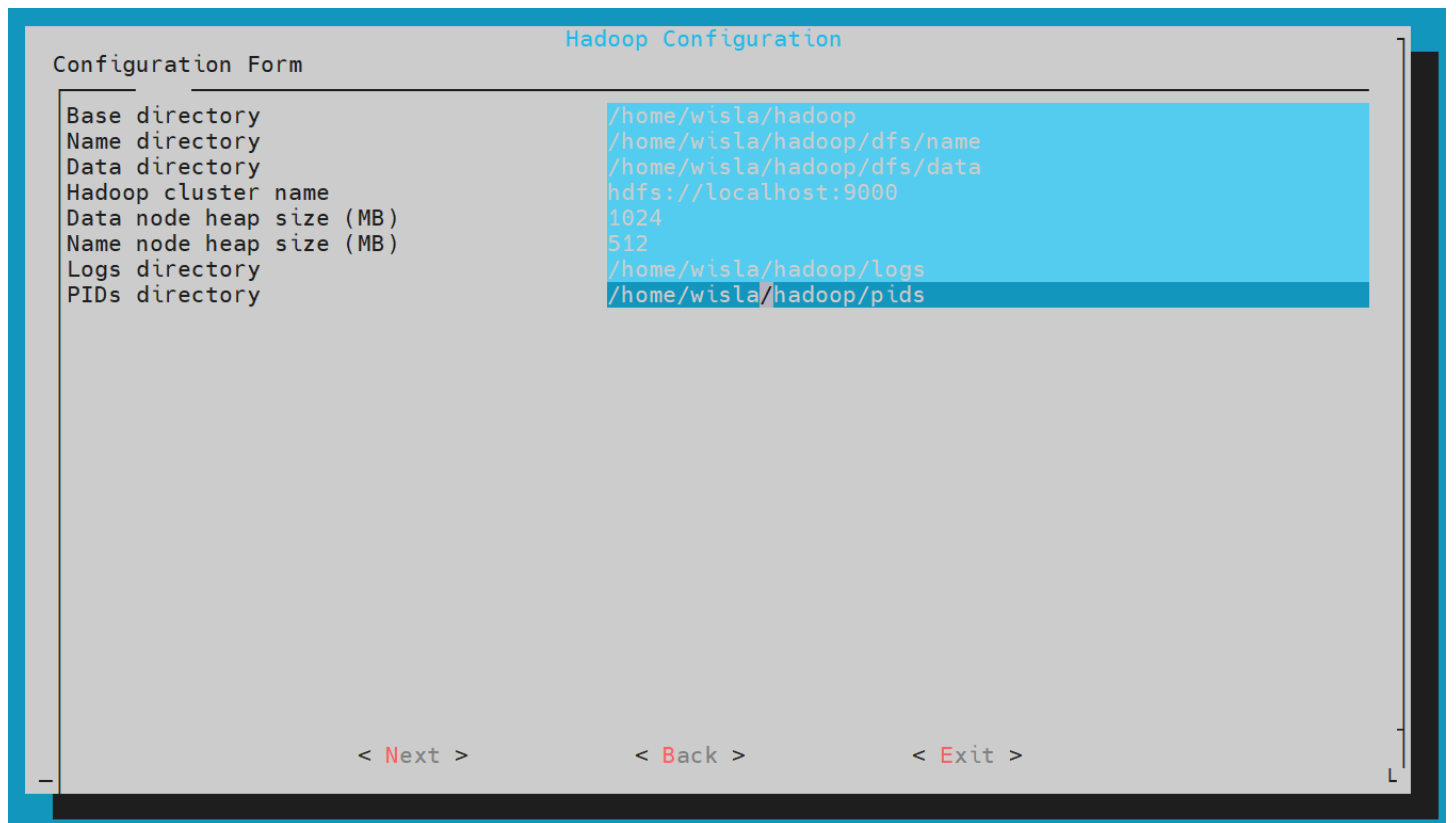 Hadoop Configuration
Configuration Form
Base directory /home/wisla/hadoop
Name directory /home/wisla/hadoop/dfs/name
Data directory /home/wisla/hadoop/dfs/data
Hadoop cluster name hdfs://localhost:9000
Data node heap size (MB) 1024
Name node heap size (MB) 512
Logs directory /home/wisla/hadoop/logs
PIDs directory /home/wisla/hadoop/pids
< Next > < Back > < Exit >